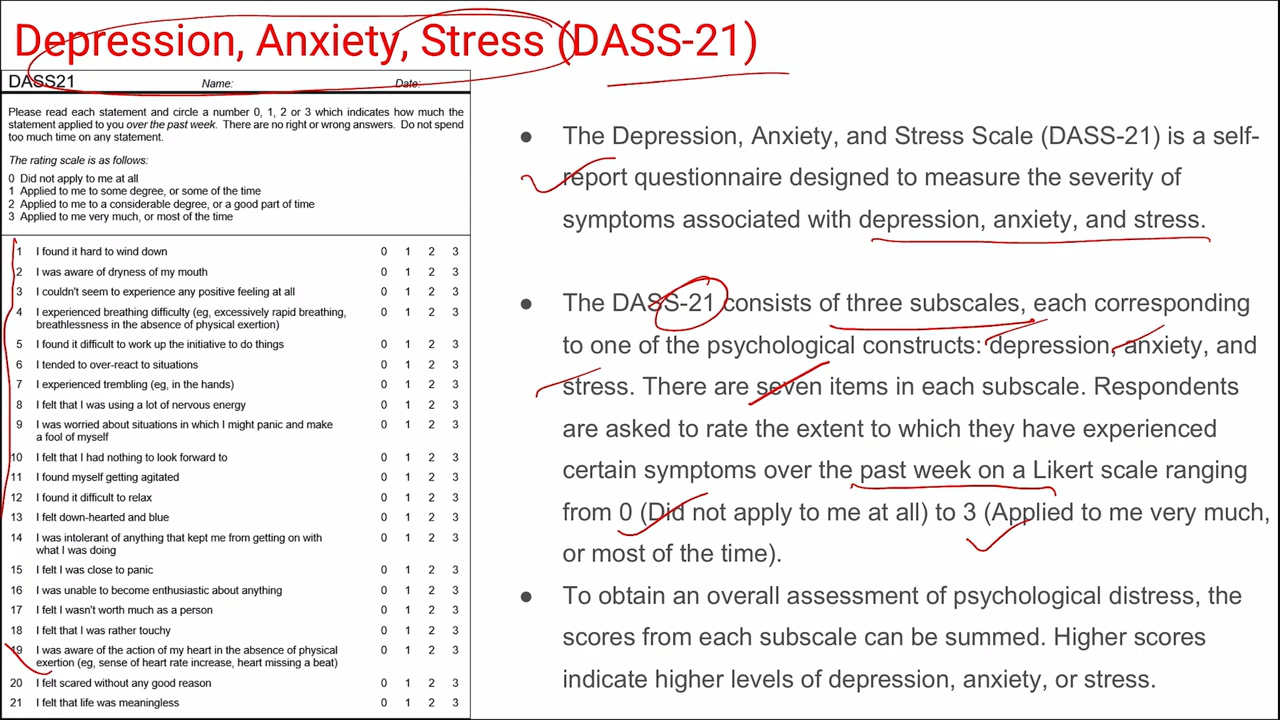 Depression, Anxiety, Stress (DASS-21)
DASS21 Name: Date:
Please read each statement and circle a number 0, 1, 2 or 3 which indicates how much the
statement applied to you over the past week. There are no right or wrong answers. Do not spend
too much time on any statement.
The rating scale is as follows:
0 Did not apply to me at all
1 Applied to me to some degree, or some of the time
2 Applied to me to a considerable degree, or a good part of time
3 Applied to me very much, or most of the time
1 I found it hard to wind down 0 1 2 3
2 I was aware of dryness of my mouth 0 1 2 3
3 I couldn't seem to experience any positive feeling at all 0 1 2 3
4 I experienced breathing difficulty (eg, excessively rapid breathing, 0 1 2 3
breathlessness in the absence of physical exertion)
5 I found it difficult to work up the initiative to do things 0 1 2 3
6 I tended to over-react to situations 0 1 2 3
7 I experienced trembling (eg, in the hands) 0 1 2 3
8 I felt that I was using a lot of nervous energy 0 1 2 3
9 I was worried about situations in which I might panic and make 0 1 2 3
a fool of myself
10 I felt that I had nothing to look forward to 0 1 2 3
11 I found myself getting agitated 0 1 2 3
12 I found it difficult to relax 0 1 2 3
13 I felt down-hearted and blue 0 1 2 3
14 I was intolerant of anything that kept me from getting on with 0 1 2 3
what I was doing
15 I felt I was close to panic 0 1 2 3
16 I was unable to become enthusiastic about anything 0 1 2 3
17 I felt I wasn't worth much as a person 0 1 2 3
18 I felt that I was rather touchy 0 1 2 3
19 I was aware of the action of my heart in the absence of physical 0 1 2 3
exertion (eg, sense of heart rate increase, heart missing a beat)
20 I felt scared without any good reason 0 1 2 3
21 I felt that life was meaningless 0 1 2 3
● The Depression, Anxiety, and Stress Scale (DASS-21) is a self-
report questionnaire designed to measure the severity of
symptoms associated with depression, anxiety, and stress.
● The DASS-21 consists of three subscales, each corresponding
to one of the psychological constructs: depression, anxiety, and
stress. There are seven items in each subscale. Respondents
are asked to rate the extent to which they have experienced
certain symptoms over the past week on a Likert scale ranging
from 0 (Did not apply to me at all) to 3 (Applied to me very much,
or most of the time).
● To obtain an overall assessment of psychological distress, the
scores from each subscale can be summed. Higher scores
indicate higher levels of depression, anxiety, or stress.